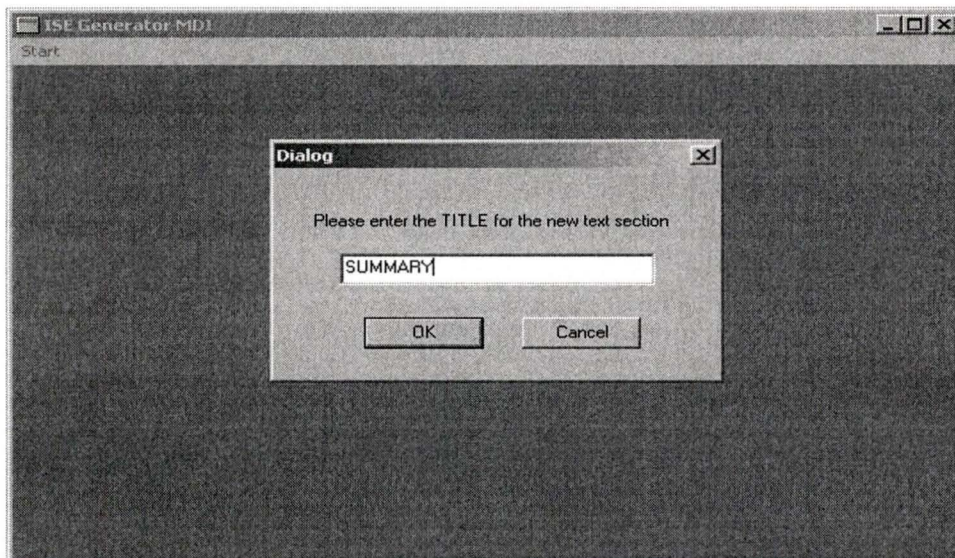 ISE Generator MDI
Start
Dialog
Please enter the TITLE for the new text section
SUMMARY
OK
Cancel